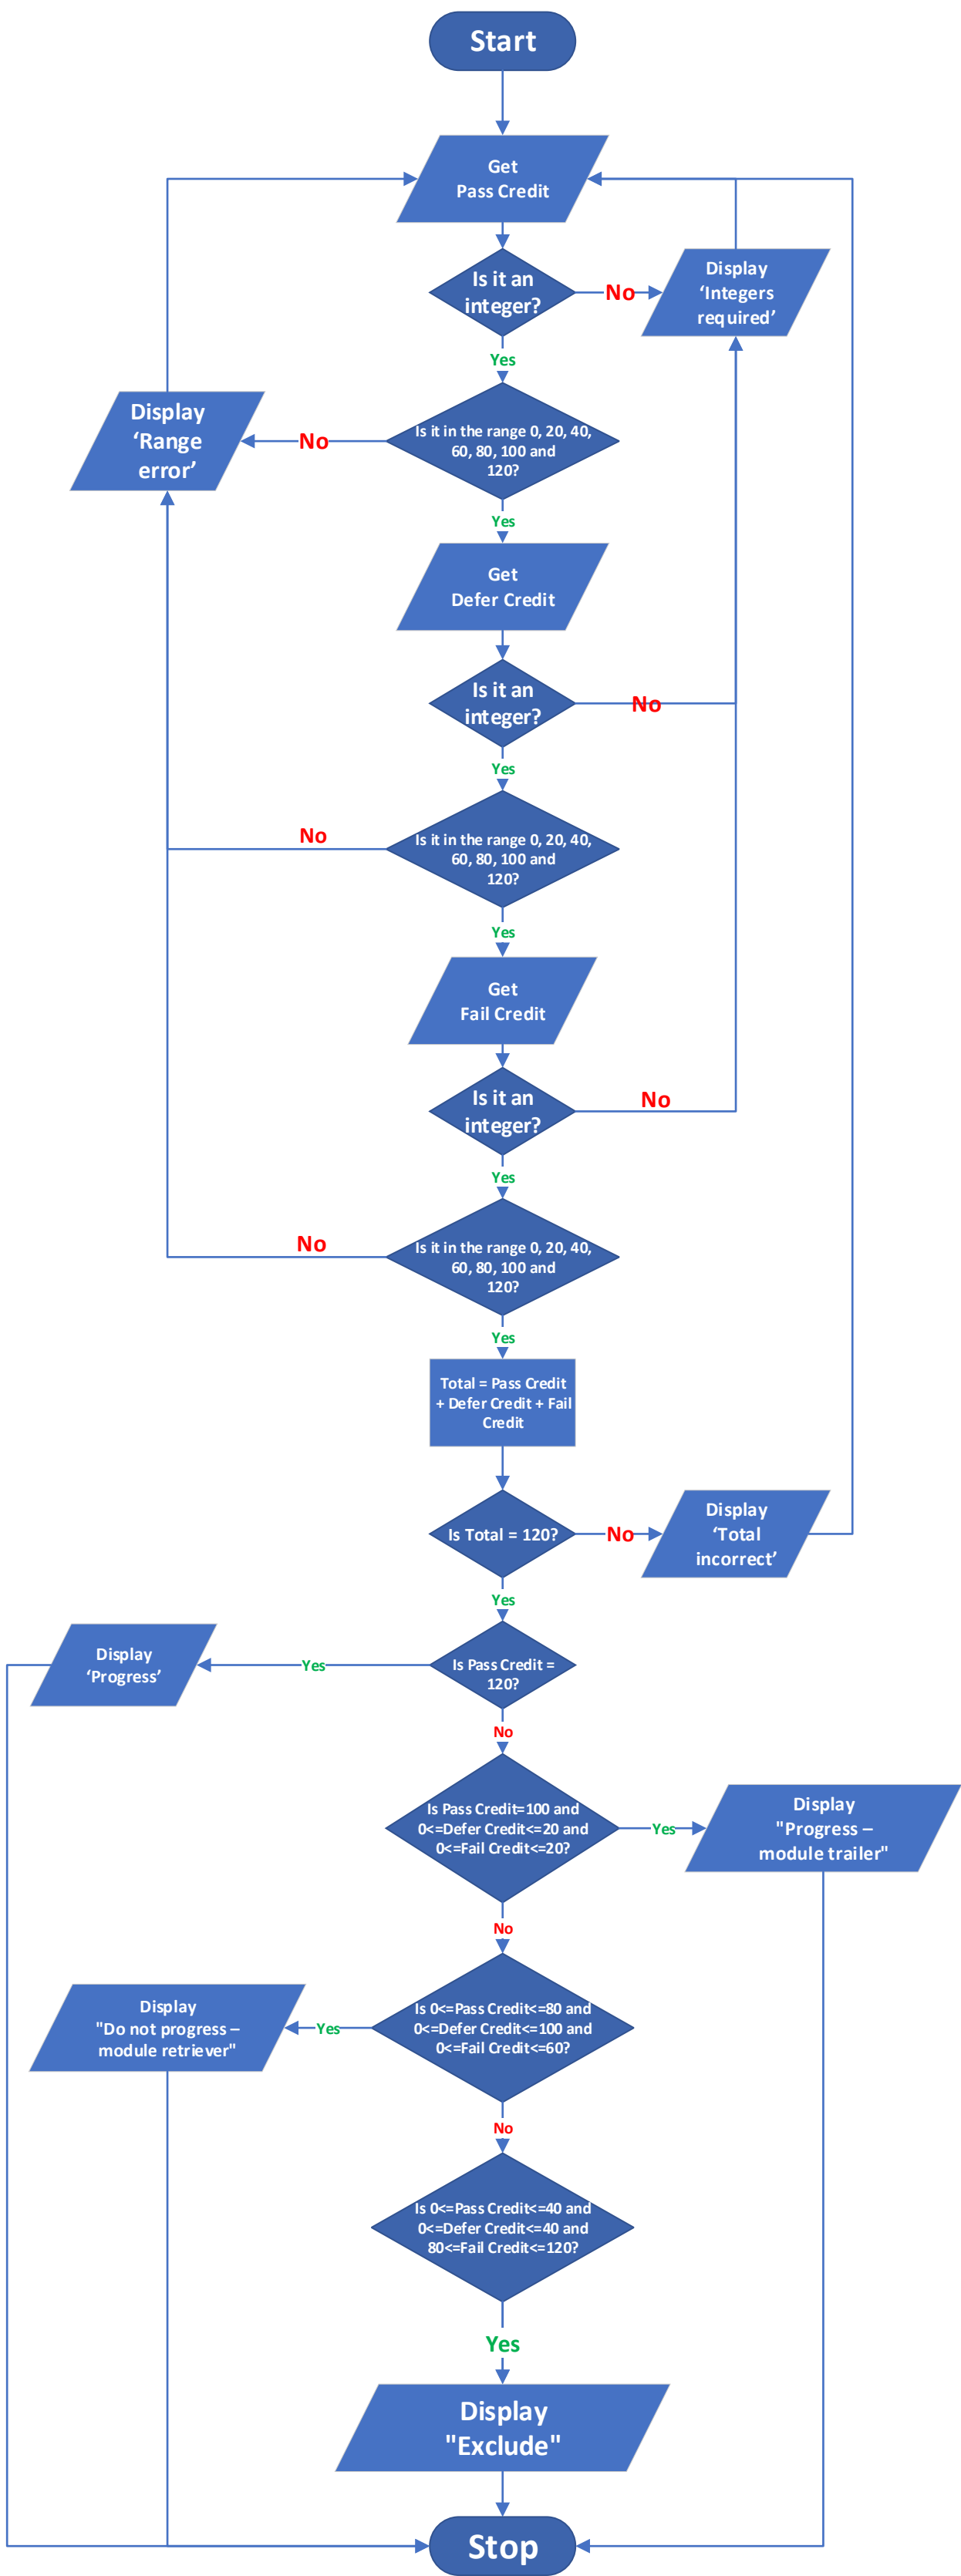 Start
Get
Pass Credit
Is it an
integer?
No
Display
‘Integers
required’
Yes
Display
‘Range
error’
No
Is it in the range 0, 20, 40,
60, 80, 100 and
120?
Yes
Get
Defer Credit
Is it an
integer?
No
Yes
No
Is it in the range 0, 20, 40,
60, 80, 100 and
120?
Yes
Get
Fail Credit
Is it an
integer?
No
Yes
No
Is it in the range 0, 20, 40,
60, 80, 100 and
120?
Yes
Total = Pass Credit
+ Defer Credit + Fail
Credit
Is Total = 120?
No
Display
‘Total
incorrect’
Yes
Display
‘Progress’
Yes
Is Pass Credit =
120?
No
Is Pass Credit=100 and
0<=Defer Credit<=20 and
0<=Fail Credit<=20?
Yes
Display
"Progress –
module trailer"
No
Display
"Do not progress –
module retriever"
Yes
Is 0<=Pass Credit<=80 and
0<=Defer Credit<=100 and
0<=Fail Credit<=60?
No
Is 0<=Pass Credit<=40 and
0<=Defer Credit<=40 and
80<=Fail Credit<=120?
Yes
Display
"Exclude"
Stop